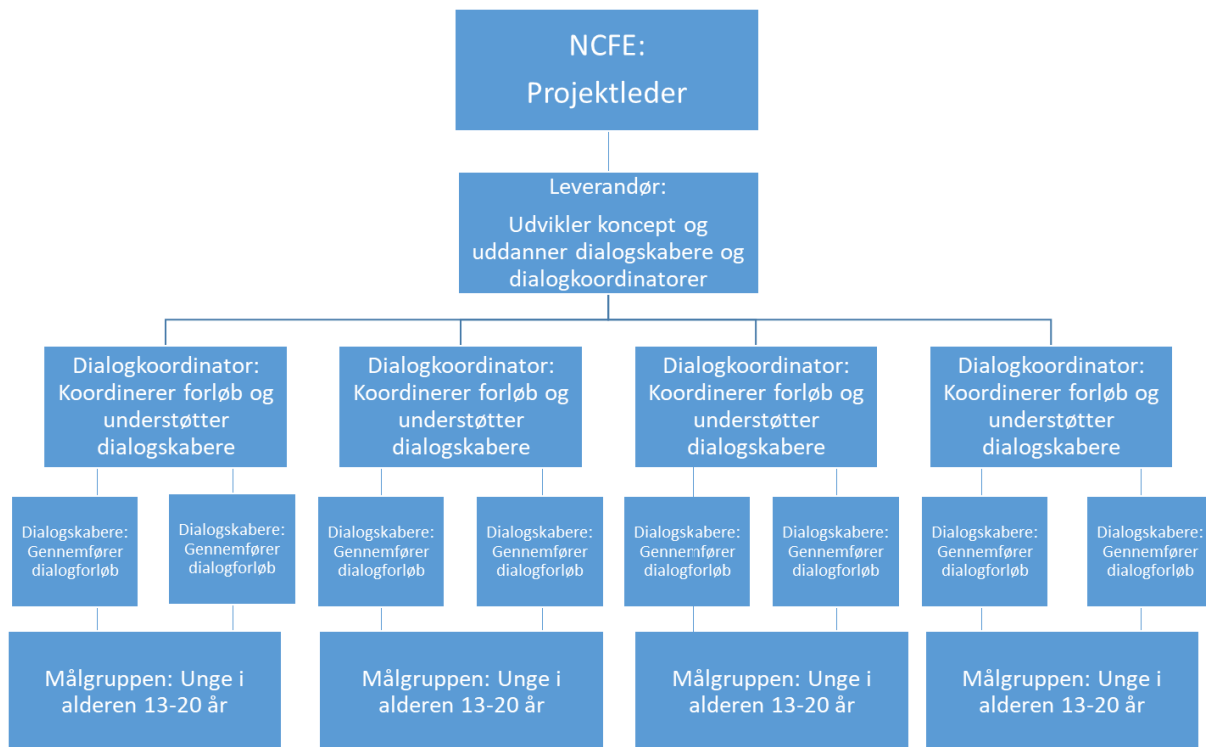 NCFE:
Projektleder
Leverandør:
Udvikler koncept og
uddanner dialogskabere og
dialogkoordinatorer
Dialogkoordinator:
Koordinerer forløb og
understøtter
dialogskabere
Dialogkoordinator:
Koordinerer forløb og
understøtter
dialogskabere
Dialogkoordinator:
Koordinerer forløb og
understøtter
dialogskabere
Dialogkoordinator:
Koordinerer forløb og
understøtter
dialogskabere
Dialogskabere:
Gennemfører
dialogforløb
Dialogskabere:
Gennemfører
dialogforløb
Dialogskabere:
Gennemfører
dialogforløb
Dialogskabere:
Gennemfører
dialogforløb
Dialogskabere:
Gennemfører
dialogforløb
Dialogskabere:
Gennemfører
dialogforløb
Dialogskabere:
Gennemfører
dialogforløb
Dialogskabere:
Gennemfører
dialogforløb
Målgruppen: Unge i
alderen 13-20 år
Målgruppen: Unge i
alderen 13-20 år
Målgruppen: Unge i
alderen 13-20 år
Målgruppen: Unge i
alderen 13-20 år